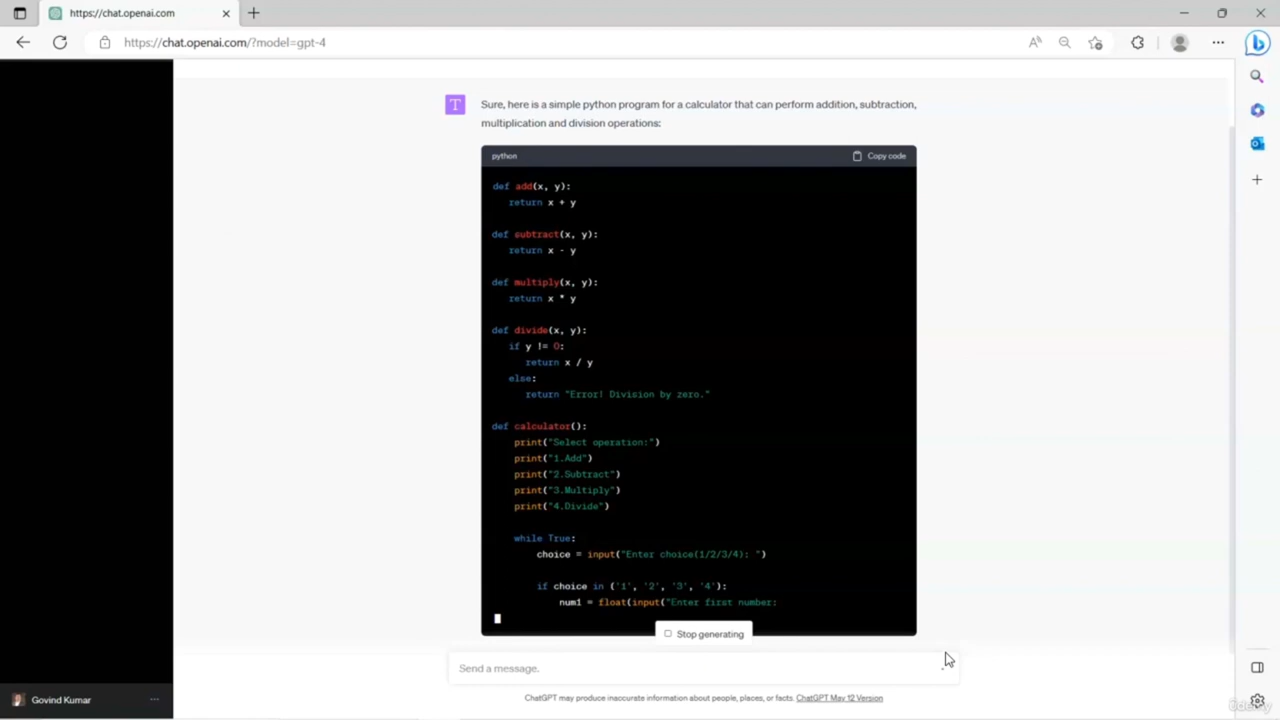 https://chat.openai.com
https://chat.openai.com/?model=gpt-4
T
Sure, here is a simple python program for a calculator that can perform addition, subtraction,
multiplication and division operations:
python
Copy code
def add(x, y):
return x + y
def subtract(x, y):
return x - y
def multiply(x, y):
return x * y
def divide(x, y):
if y != 0:
return x / y
else:
return "Error! Division by zero."
def calculator():
print("Select operation:")
print("1.Add")
print("2.Subtract")
print("3.Multiply")
print("4.Divide")
while True:
choice = input("Enter choice(1/2/3/4): ")
if choice in ('1', '2', '3', '4'):
num1 = float(input("Enter first number:
Stop generating
Send a message.
ChatGPT may produce inaccurate information about people, places, or facts. ChatGPT May 12 Version
Govind Kumar
Udemy